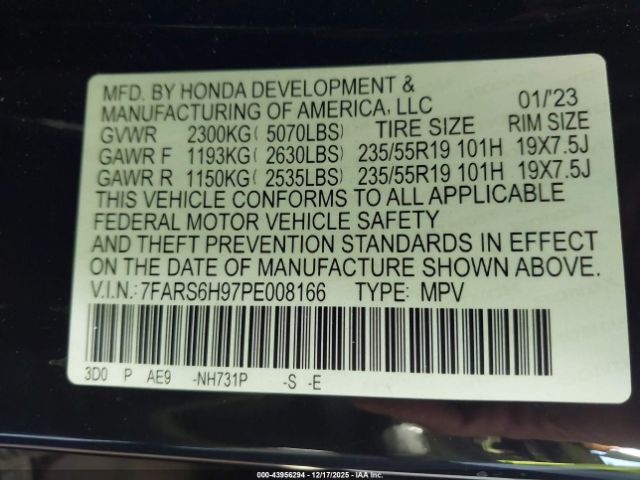 MFD. BY HONDA DEVELOPMENT &
MANUFACTURING OF AMERICA, LLC 01/'23
GVWR 2300KG( 5070LBS) TIRE SIZE RIM SIZE
GAWR F 1193KG( 2630LBS) 235/55R19 101H 19X7.5J
GAWR R 1150KG( 2535LBS) 235/55R19 101H 19X7.5J
THIS VEHICLE CONFORMS TO ALL APPLICABLE
FEDERAL MOTOR VEHICLE SAFETY
AND THEFT PREVENTION STANDARDS IN EFFECT
ON THE DATE OF MANUFACTURE SHOWN ABOVE.
V.I.N.:7FARS6H97PE008166 TYPE: MPV
3D0 P AE9 -NH731P -S -E
00-43956294 - 12/17/2025 - IAA Inc.